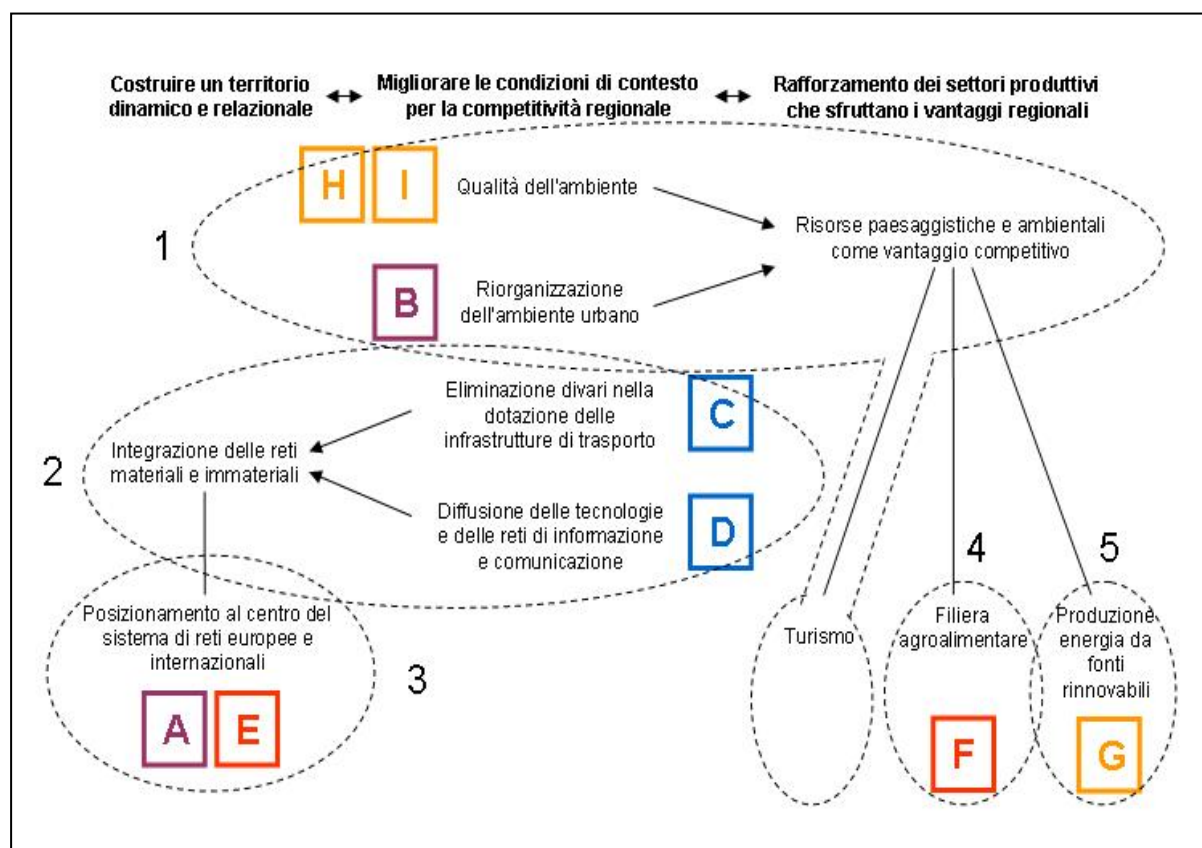 Costruire un territorio
dinamico e relazionale
Migliorare le condizioni di contesto
per la competitività regionale
Rafforzamento dei settori produttivi
che sfruttano i vantaggi regionali
H
I
Qualità dell'ambiente
1
Risorse paesaggistiche e ambientali
come vantaggio competitivo
B
Riorganizzazione
dell'ambiente urbano
Eliminazione divari nella
dotazione delle
infrastrutture di trasporto
C
2
Integrazione delle reti
materiali e immateriali
Diffusione delle tecnologie
e delle reti di informazione
e comunicazione
D
Posizionamento al centro del
sistema di reti europee e
internazionali
3
A
E
Turismo
4
Filiera
agroalimentare
F
5
Produzione
energia da
fonti
rinnovabili
G